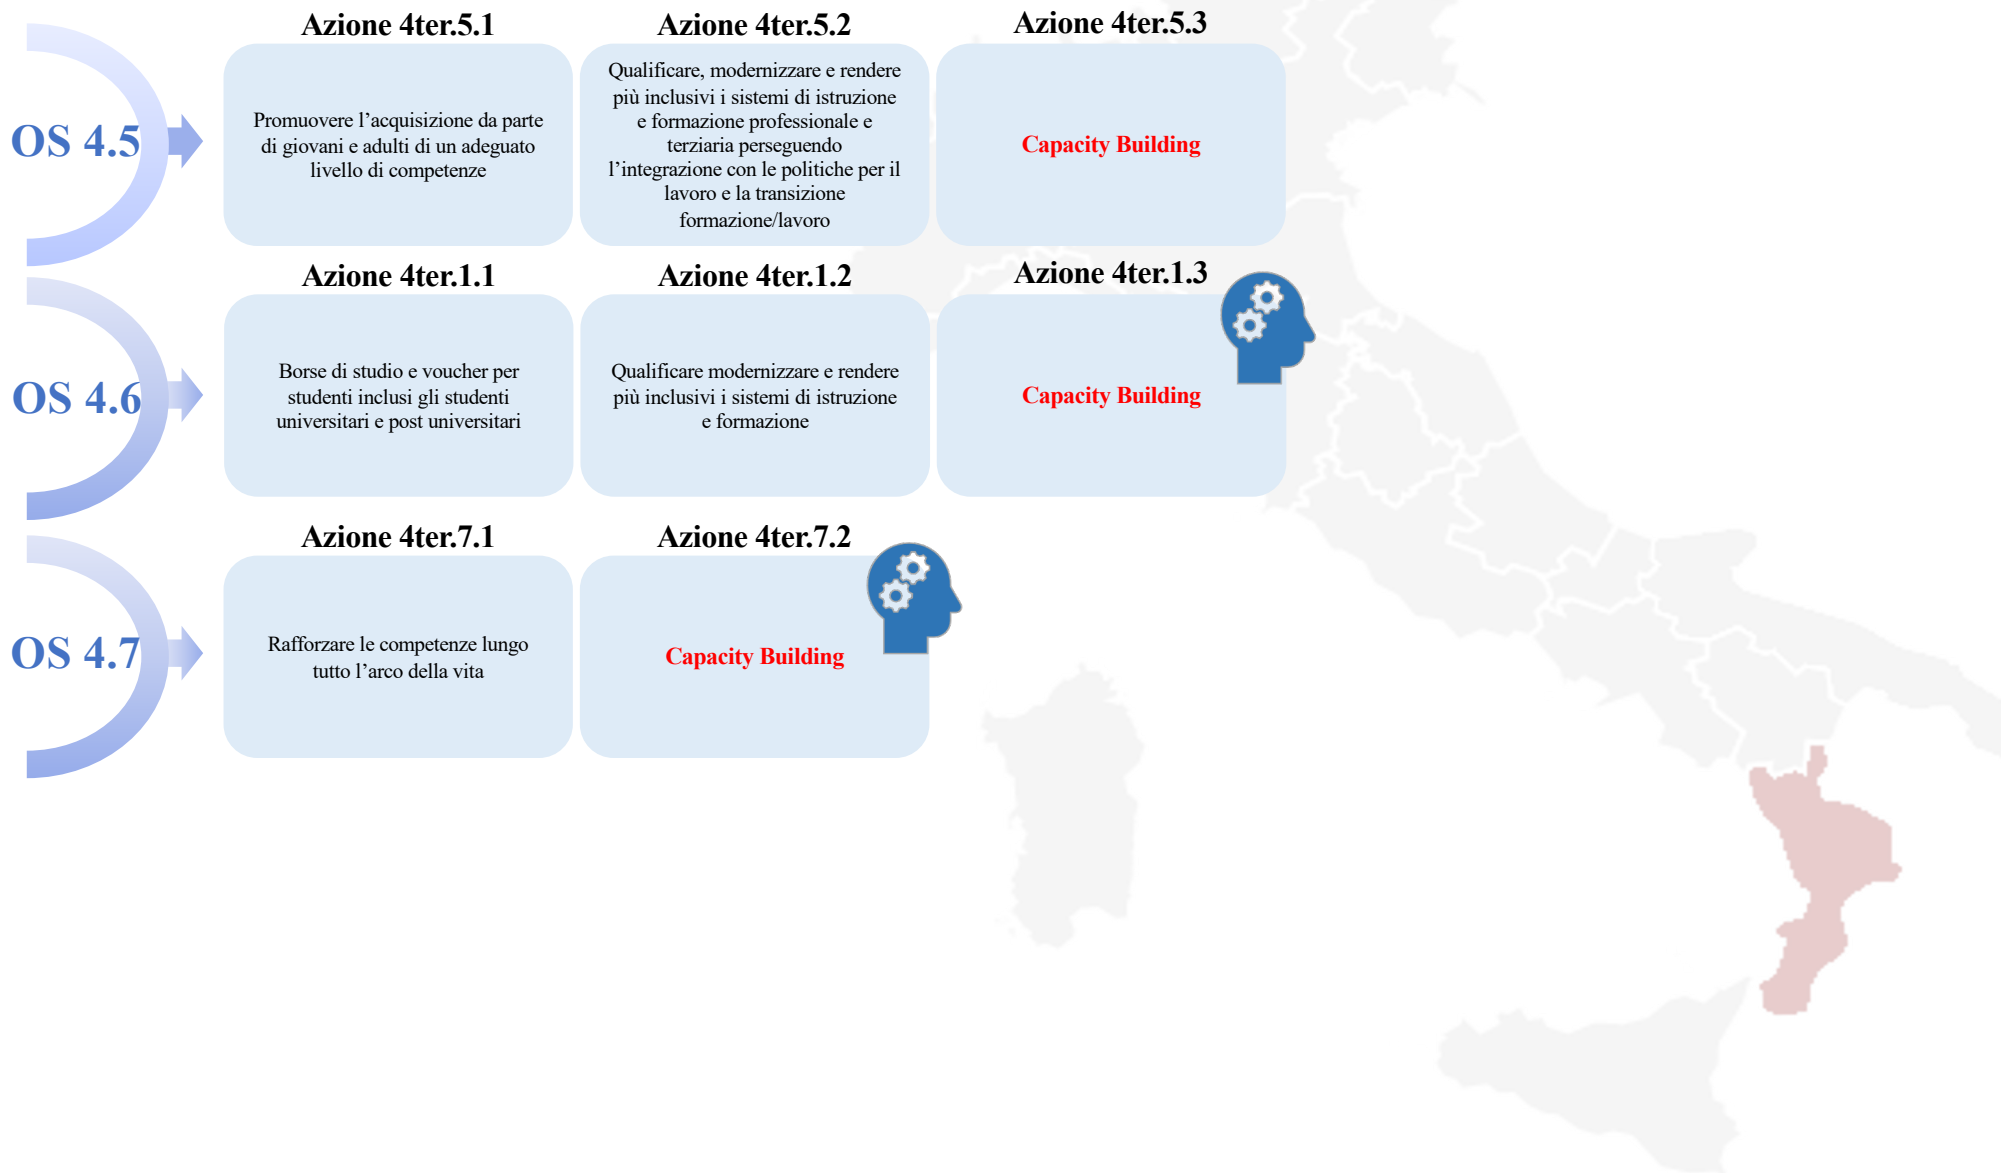 OS 4.5
Azione 4ter.5.1
Promuovere l’acquisizione da parte
di giovani e adulti di un adeguato
livello di competenze
Azione 4ter.5.2
Qualificare, modernizzare e rendere
più inclusivi i sistemi di istruzione
e formazione professionale e
terziaria perseguendo
l’integrazione con le politiche per il
lavoro e la transizione
formazione/lavoro
Azione 4ter.5.3
Capacity Building
OS 4.6
Azione 4ter.1.1
Borse di studio e voucher per
studenti inclusi gli studenti
universitari e post universitari
Azione 4ter.1.2
Qualificare modernizzare e rendere
più inclusivi i sistemi di istruzione
e formazione
Azione 4ter.1.3
Capacity Building
OS 4.7
Azione 4ter.7.1
Rafforzare le competenze lungo
tutto l’arco della vita
Azione 4ter.7.2
Capacity Building